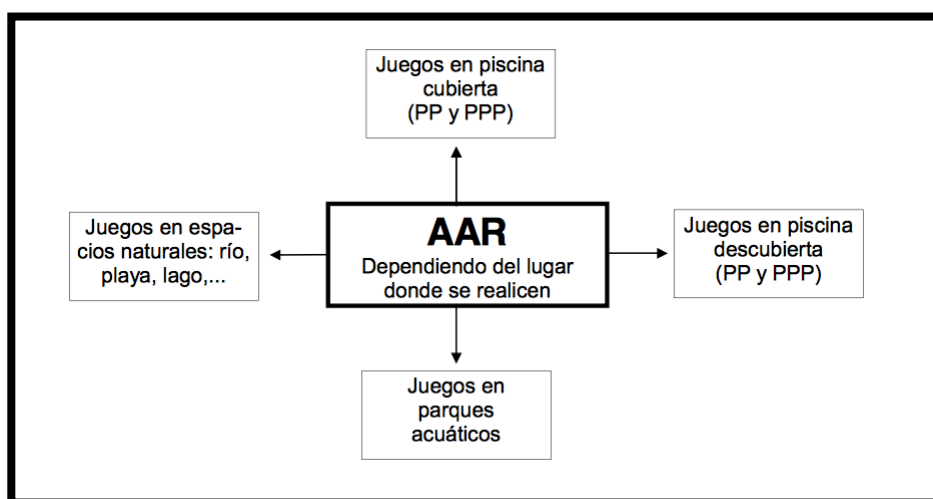 Juegos en piscina
cubierta
(PP y PPP)
Juegos en espa-
cios naturales: río,
playa, lago,...
AAR
Dependiendo del lugar
donde se realicen
Juegos en piscina
descubierta
(PP y PPP)
Juegos en
parques
acuáticos